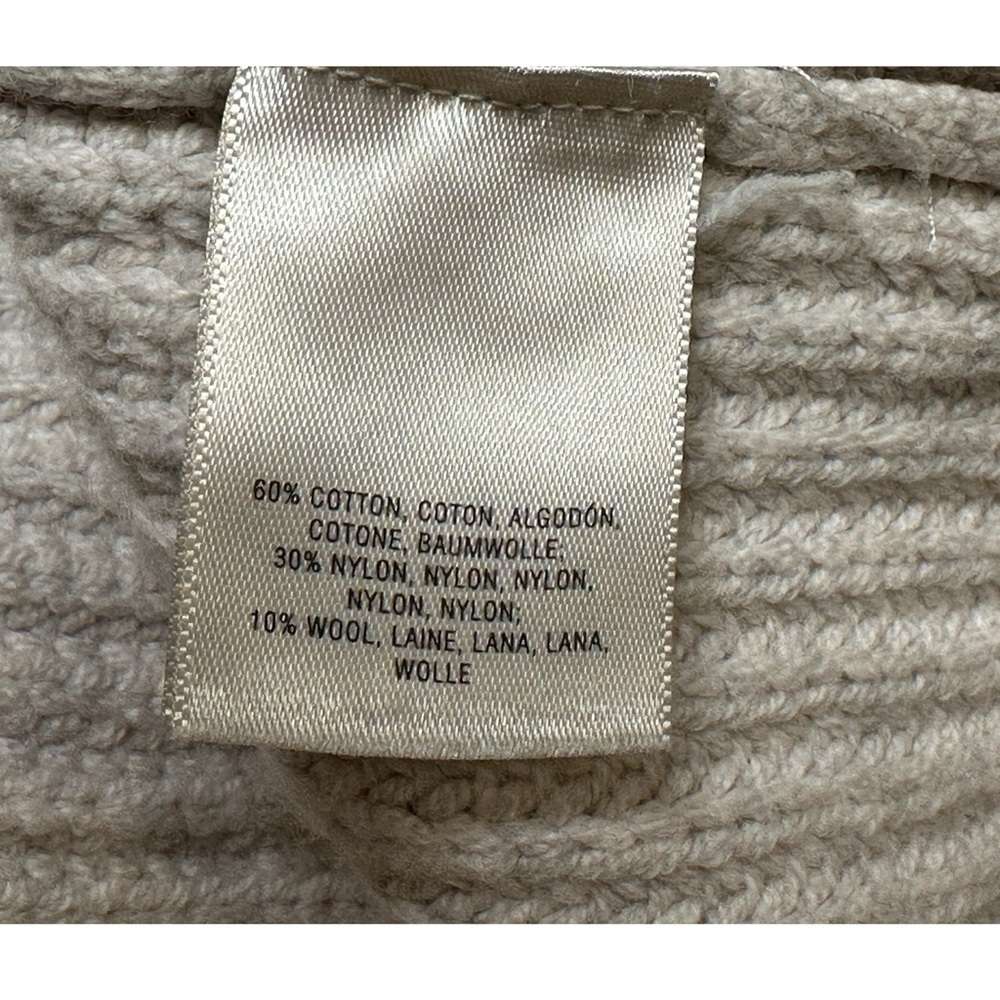 60% COTTON, COTON, ALGODÓN,
COTONE, BAUMWOLLE;
30% NYLON, NYLON, NYLON,
NYLON, NYLON;
10% WOOL, LAINE, LANA, LANA,
WOLLE